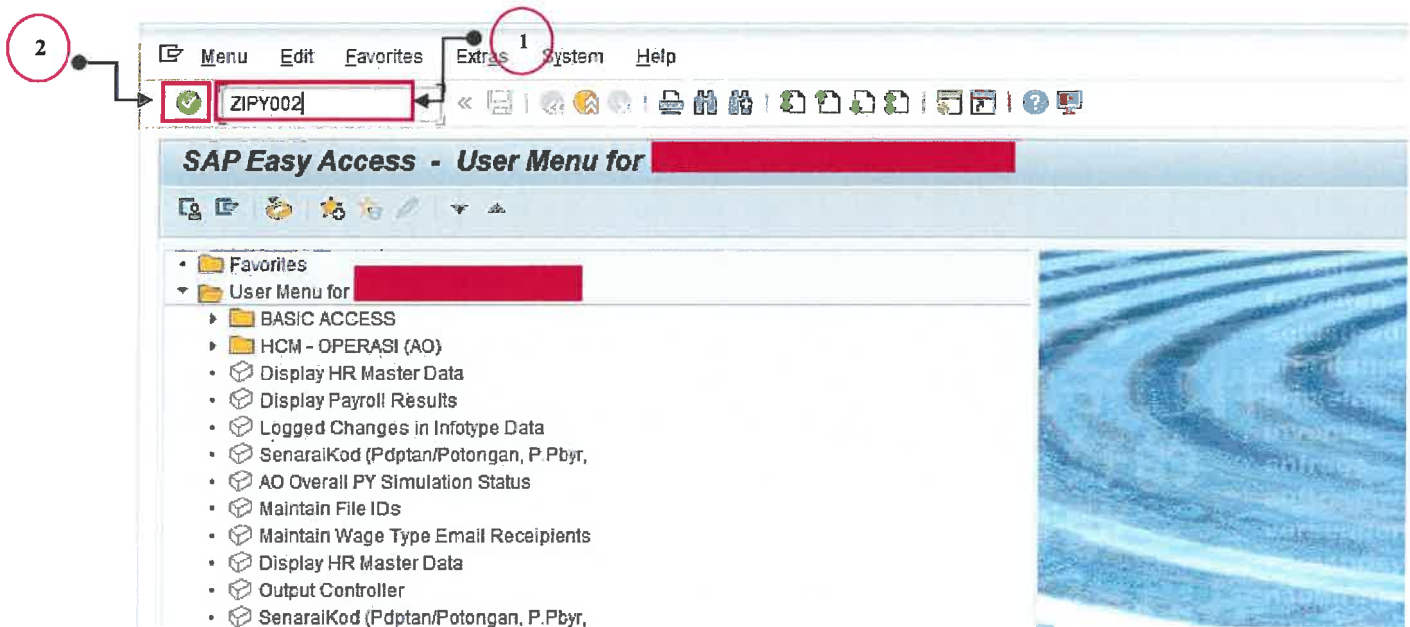 2
1
Menu Edit Favorites Extras System Help
ZIPY002
SAP Easy Access - User Menu for
Favorites
User Menu for
BASIC ACCESS
HCM - OPERASI (AO)
Display HR Master Data
Display Payroll Results
Logged Changes in Infotype Data
SenaraiKod (Pdptan/Potongan, P.Pbyr,
AO Overall PY Simulation Status
Maintain File IDs
Maintain Wage Type Email Receipients
Display HR Master Data
Output Controller
SenaraiKod (Pdptan/Potongan, P.Pbyr,